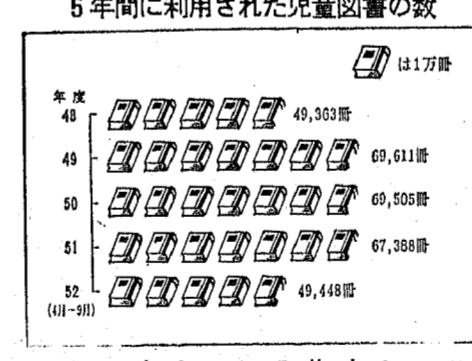 5年間に利用された児童図書の数
は1万冊
年度
48 49,363冊
49 69,611冊
50 69,505冊
51 67,388冊
52 49,448冊
(4月~9月)